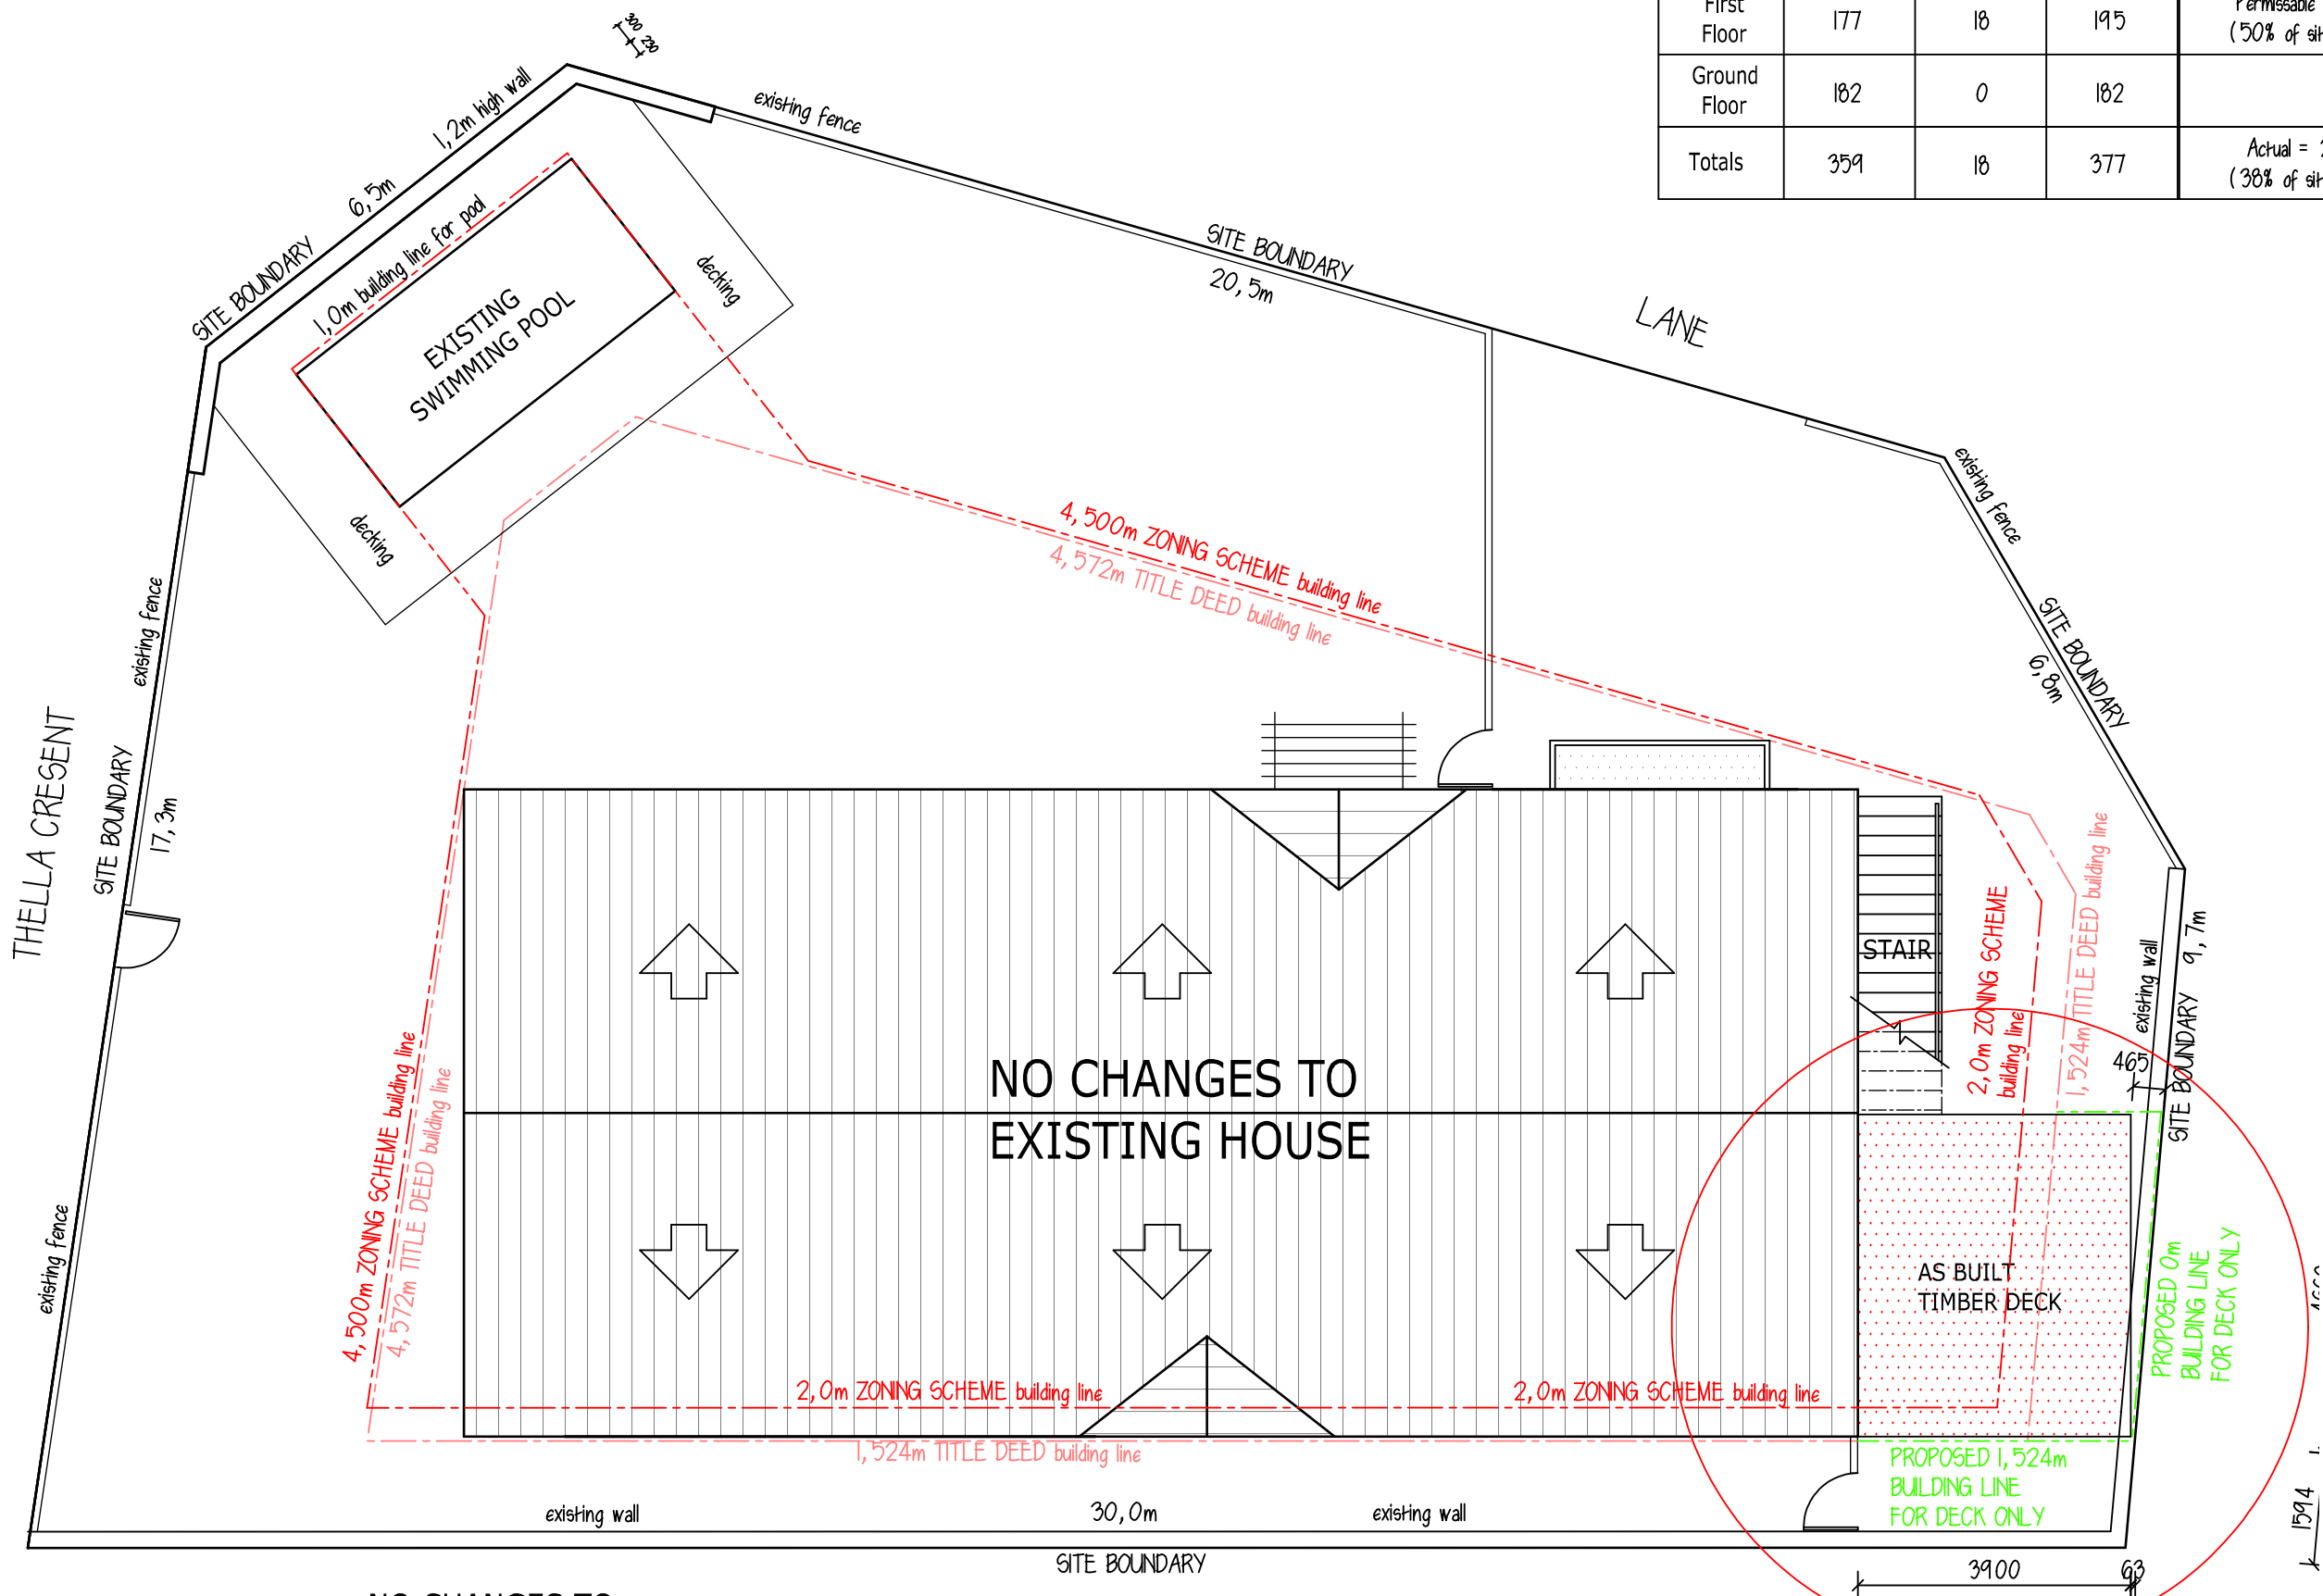 First
Floor
177
18
195
Permissable
(50% of
Ground
Floor
182
0
182
Totals
359
18
377
Actual =
(38% of
300
230
1,2m high wall
6,5m
SITE BOUNDARY
1,0m building line for pool
EXISTING
SWIMMING POOL
decking
decking
existing fence
SITE BOUNDARY
20,5m
LANE
existing fence
SITE BOUNDARY
6,8m
4,500m ZONING SCHEME building line
4,572m TITLE DEED building line
existing fence
THELLA CRESENT
SITE BOUNDARY
17,3m
existing fence
4,500m ZONING SCHEME building line
4,572m TITLE DEED building line
NO CHANGES TO
EXISTING HOUSE
STAIR
2,0m ZONING SCHEME
building line
1,524m TITLE DEED building line
existing wall
9,7m
SITE BOUNDARY
465
AS BUILT
TIMBER DECK
PROPOSED 0m
BUILDING LINE
FOR DECK ONLY
2,0m ZONING SCHEME building line
2,0m ZONING SCHEME building line
1,524m TITLE DEED building line
PROPOSED 1,524m
BUILDING LINE
FOR DECK ONLY
existing wall
30,0m
existing wall
SITE BOUNDARY
1594
3900
63
NO CHANGES TO